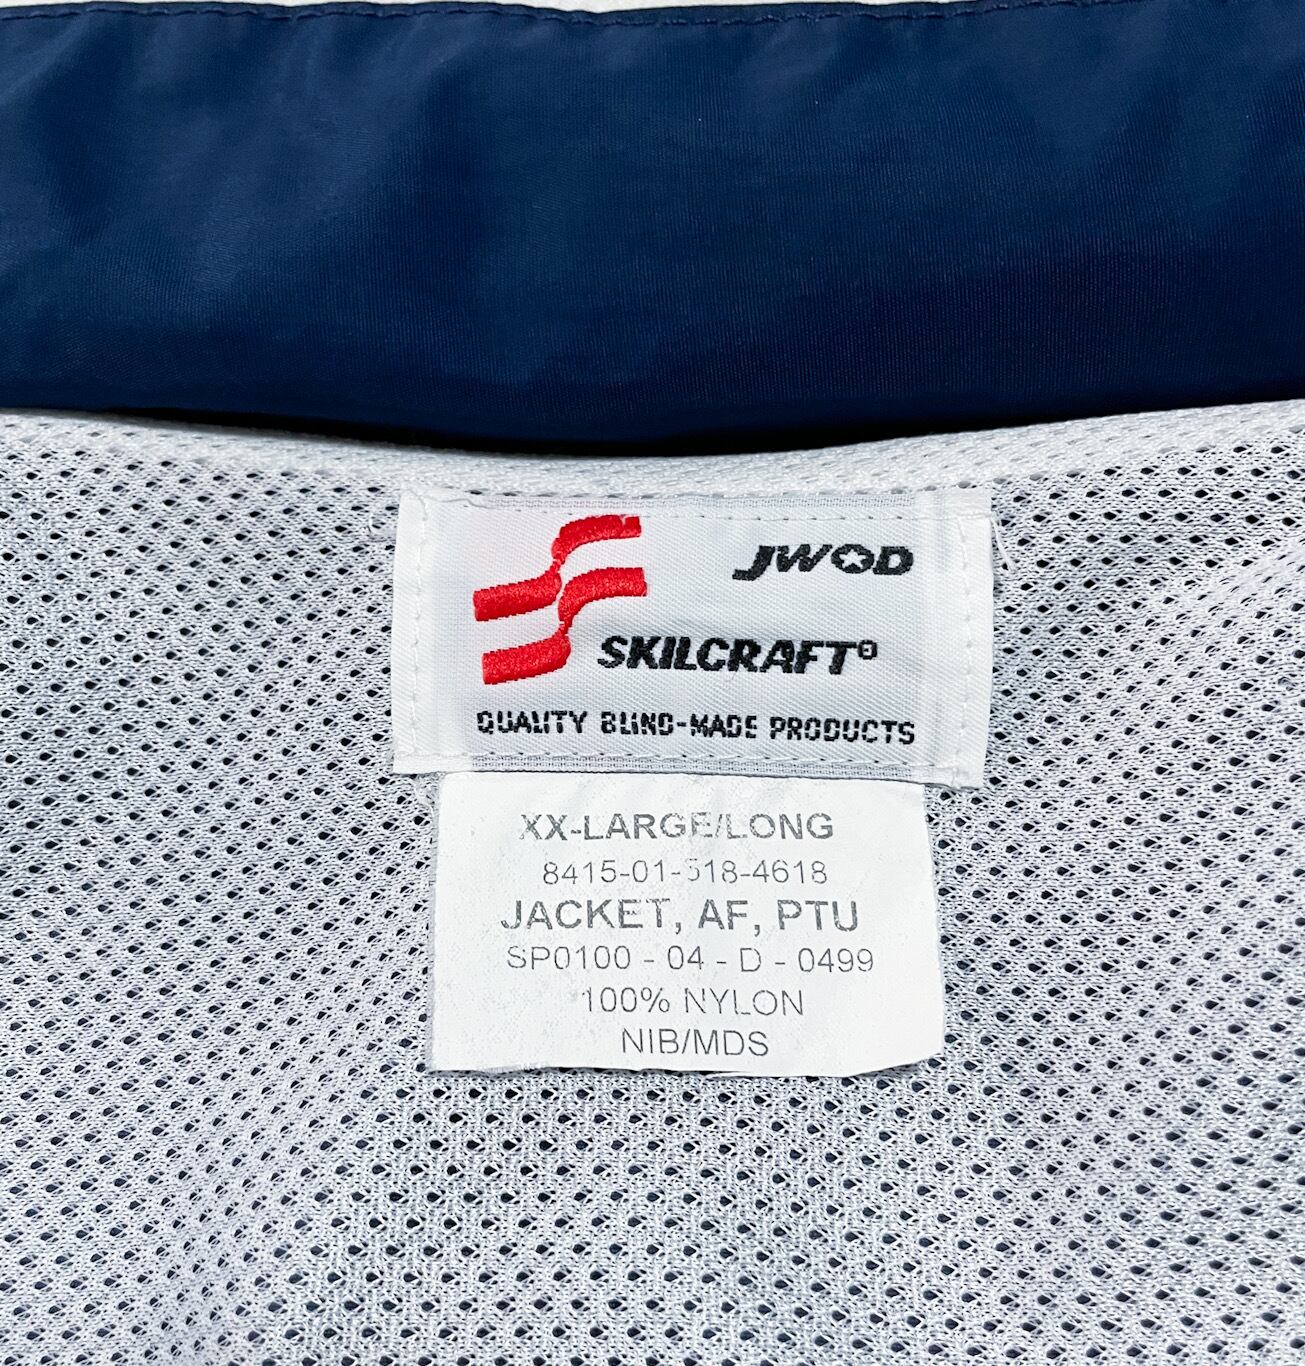 JWOD
SKILCRAFT®
QUALITY BLIND-MADE PRODUCTS
XX-LARGE/LONG
8415-01-518-4618
JACKET, AF, PTU
SP0100 - 04 - D - 0499
100% NYLON
NIB/MDS